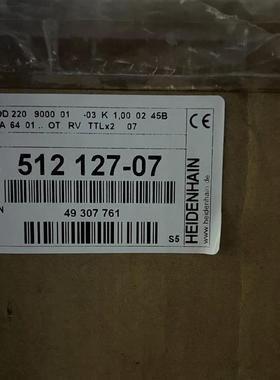 OD 220 9000 01 -03 K 1,00 02 45B
A 64 01 .. OT RV TTLx2 07
512 127-07
N
49 307 761
S5
HEIDENHAIN
www.heidenhain.de
CE